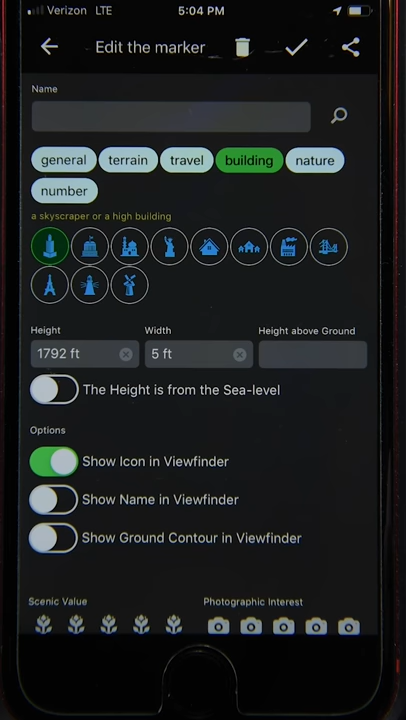 Verizon LTE 5:04 PM
Edit the marker
Name
general terrain travel building nature
number
a skyscraper or a high building
Height Width Height above Ground
1792 ft 5 ft
The Height is from the Sea-level
Options
Show Icon in Viewfinder
Show Name in Viewfinder
Show Ground Contour in Viewfinder
Scenic Value Photographic Interest